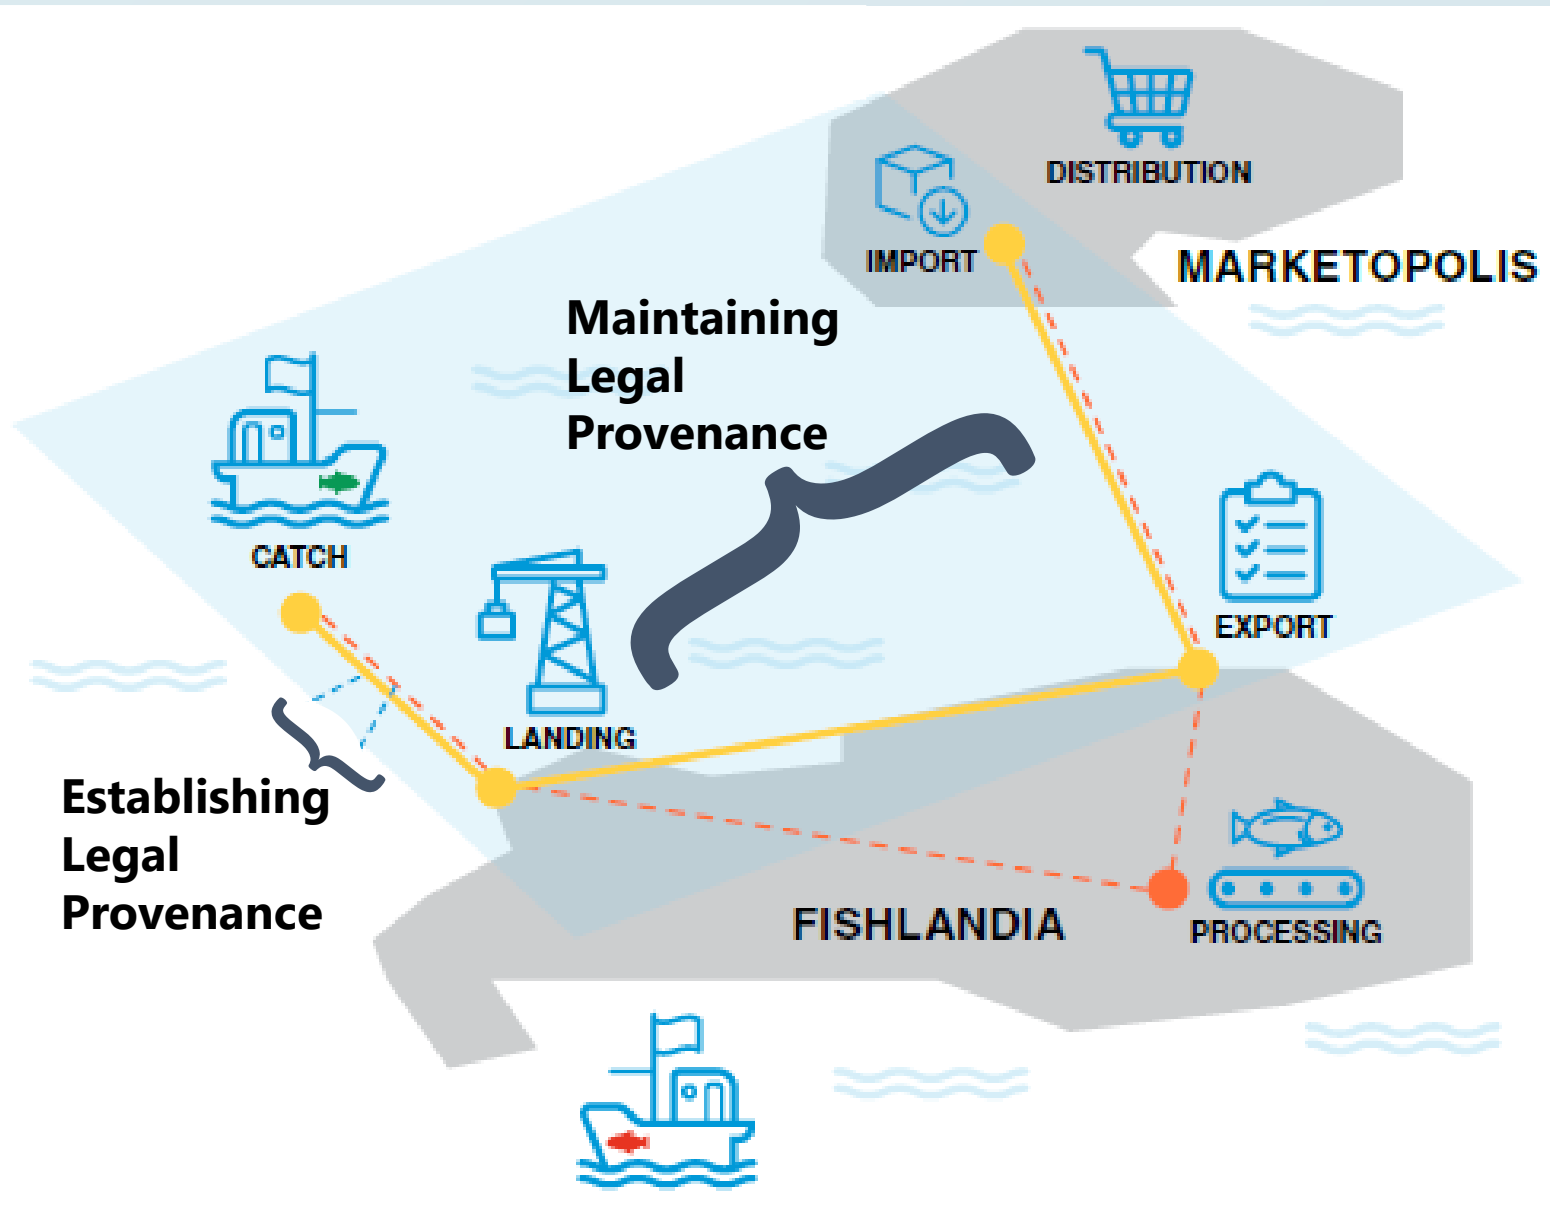 DISTRIBUTION
IMPORT
MARKETOPOLIS
Maintaining
Legal
Provenance
CATCH
EXPORT
LANDING
Establishing
Legal
Provenance
FISHLANDIA
PROCESSING